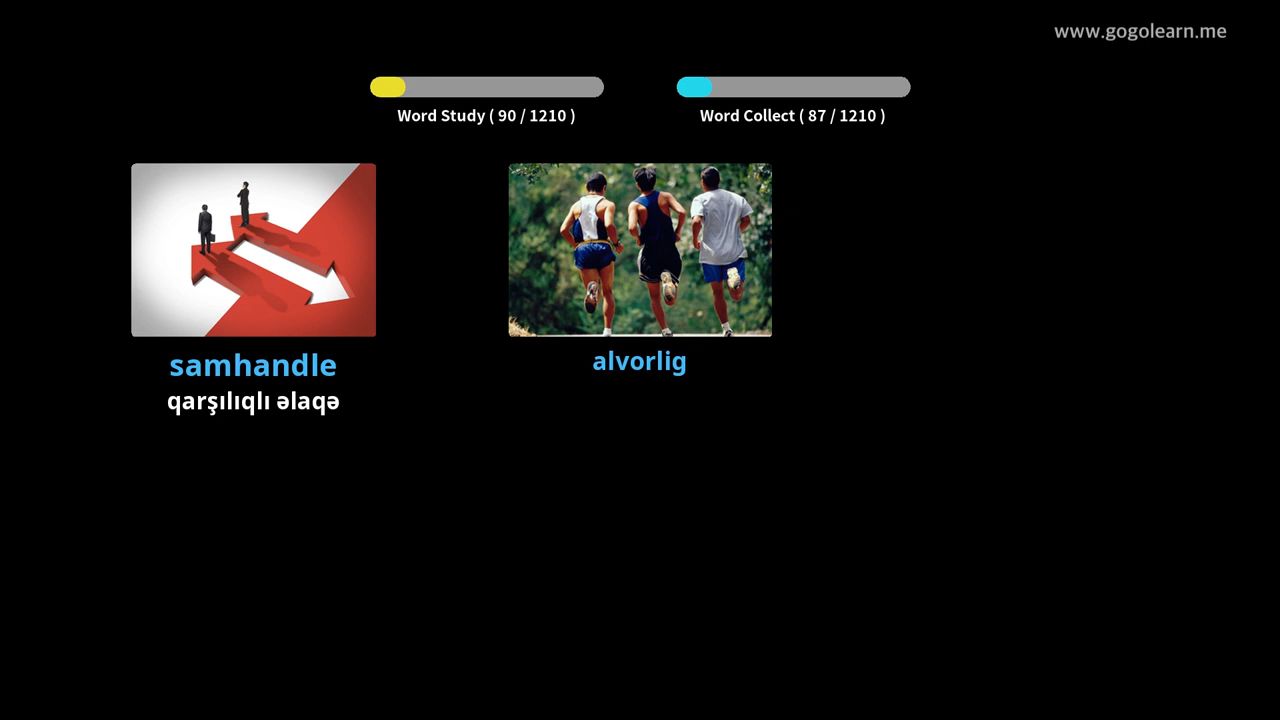 www.gogolearn.me
Word Study ( 90 / 1210 )
Word Collect ( 87 / 1210 )
samhandle
qarşılıqlı əlaqə
alvorlig